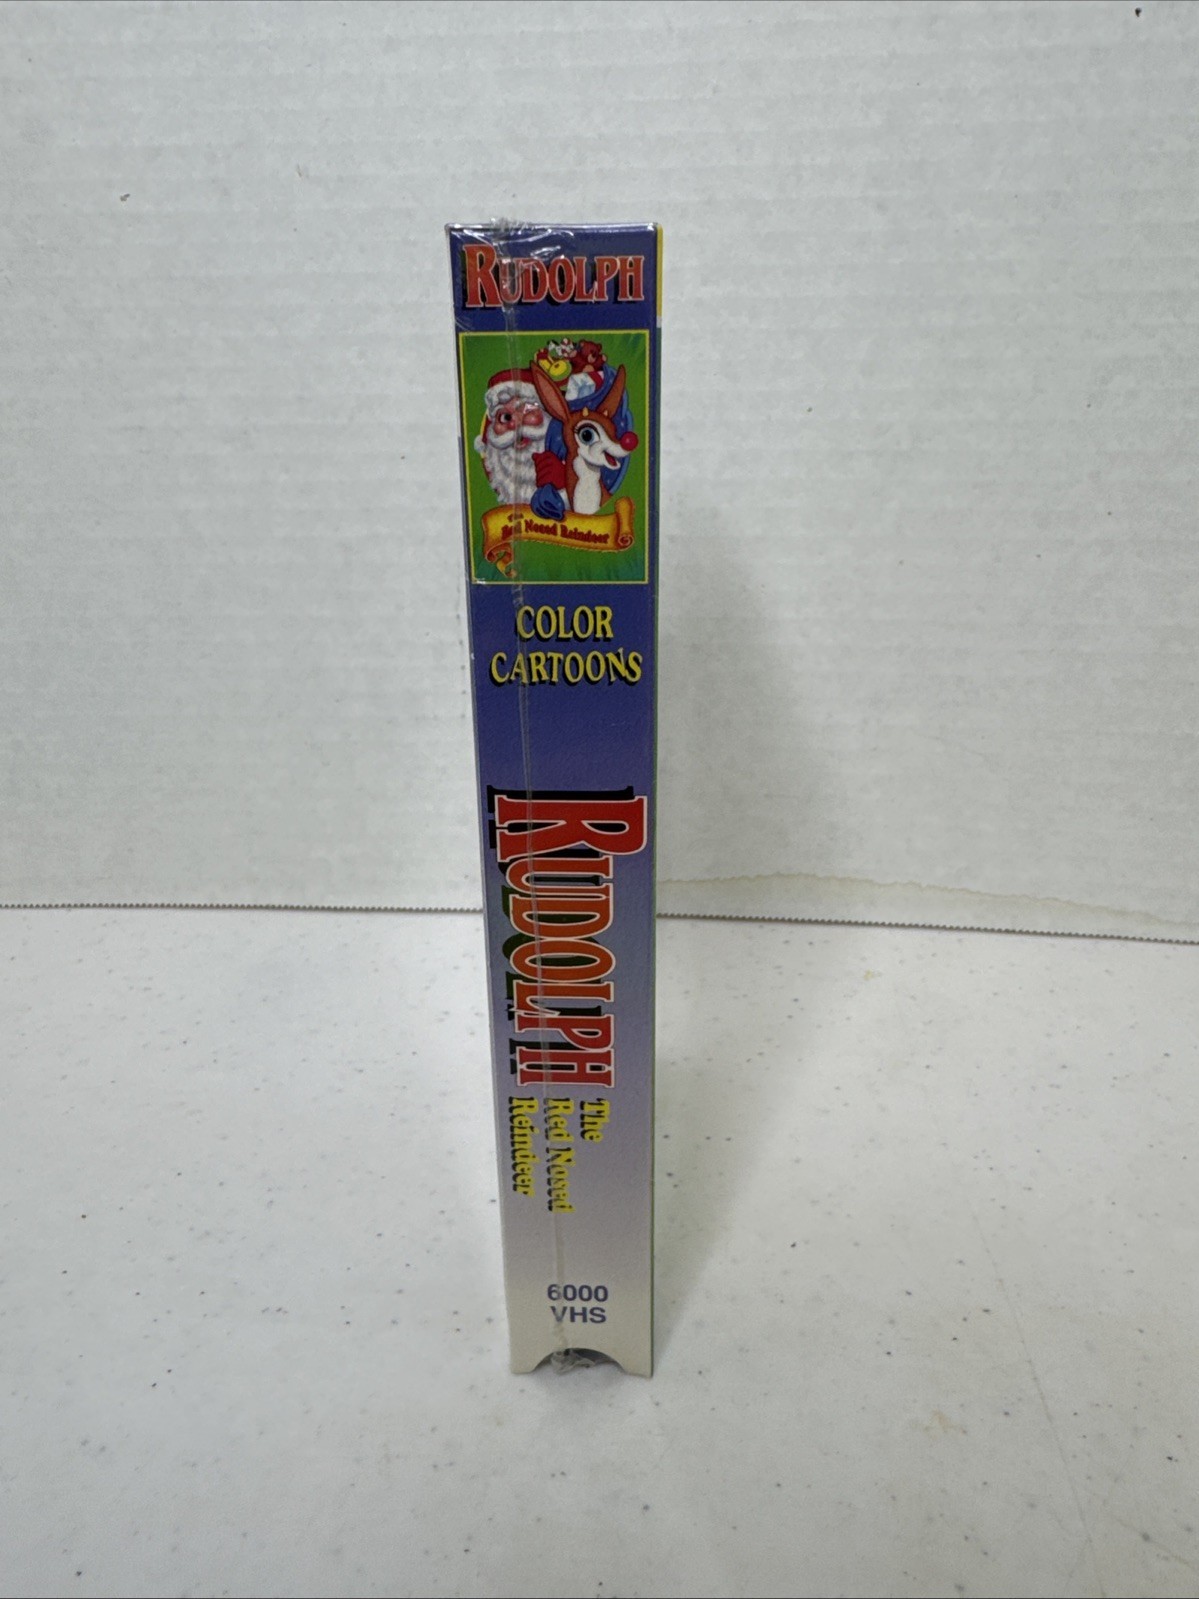 RUDOLPH
The
Red Nosed Reindeer
COLOR
CARTOONS
RUDOLPH
The
Red Nosed
Reindeer
6000
VHS